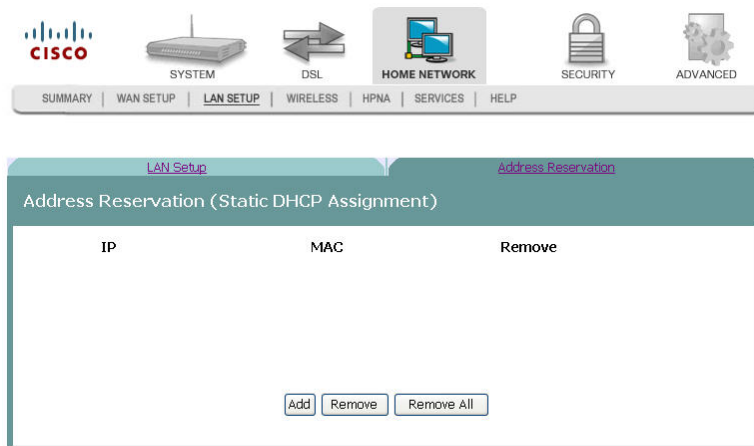 CISCO
SYSTEM DSL HOME NETWORK SECURITY ADVANCED
SUMMARY | WAN SETUP | LAN SETUP | WIRELESS | HPNA | SERVICES | HELP
LAN Setup Address Reservation
Address Reservation (Static DHCP Assignment)
IP MAC Remove
Add Remove Remove All